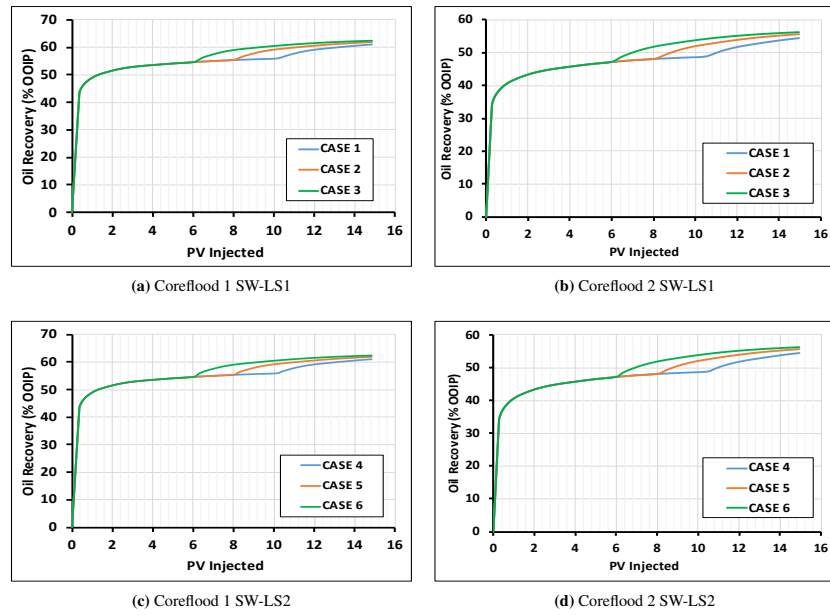 Oil Recovery (% OOIP)
70
60
50
40
30
20
10
0
0 2 4 6 8 10 12 14 16
PV Injected
CASE 1
CASE 2
CASE 3
(a) Coreflood 1 SW-LS1
Oil Recovery (% OOIP)
60
50
40
30
20
10
0
0 2 4 6 8 10 12 14 16
PV Injected
CASE 1
CASE 2
CASE 3
(b) Coreflood 2 SW-LS1
Oil Recovery (% OOIP)
70
60
50
40
30
20
10
0
0 2 4 6 8 10 12 14 16
PV Injected
CASE 4
CASE 5
CASE 6
(c) Coreflood 1 SW-LS2
Oil Recovery (% OOIP)
60
50
40
30
20
10
0
0 2 4 6 8 10 12 14 16
PV Injected
CASE 4
CASE 5
CASE 6
(d) Coreflood 2 SW-LS2